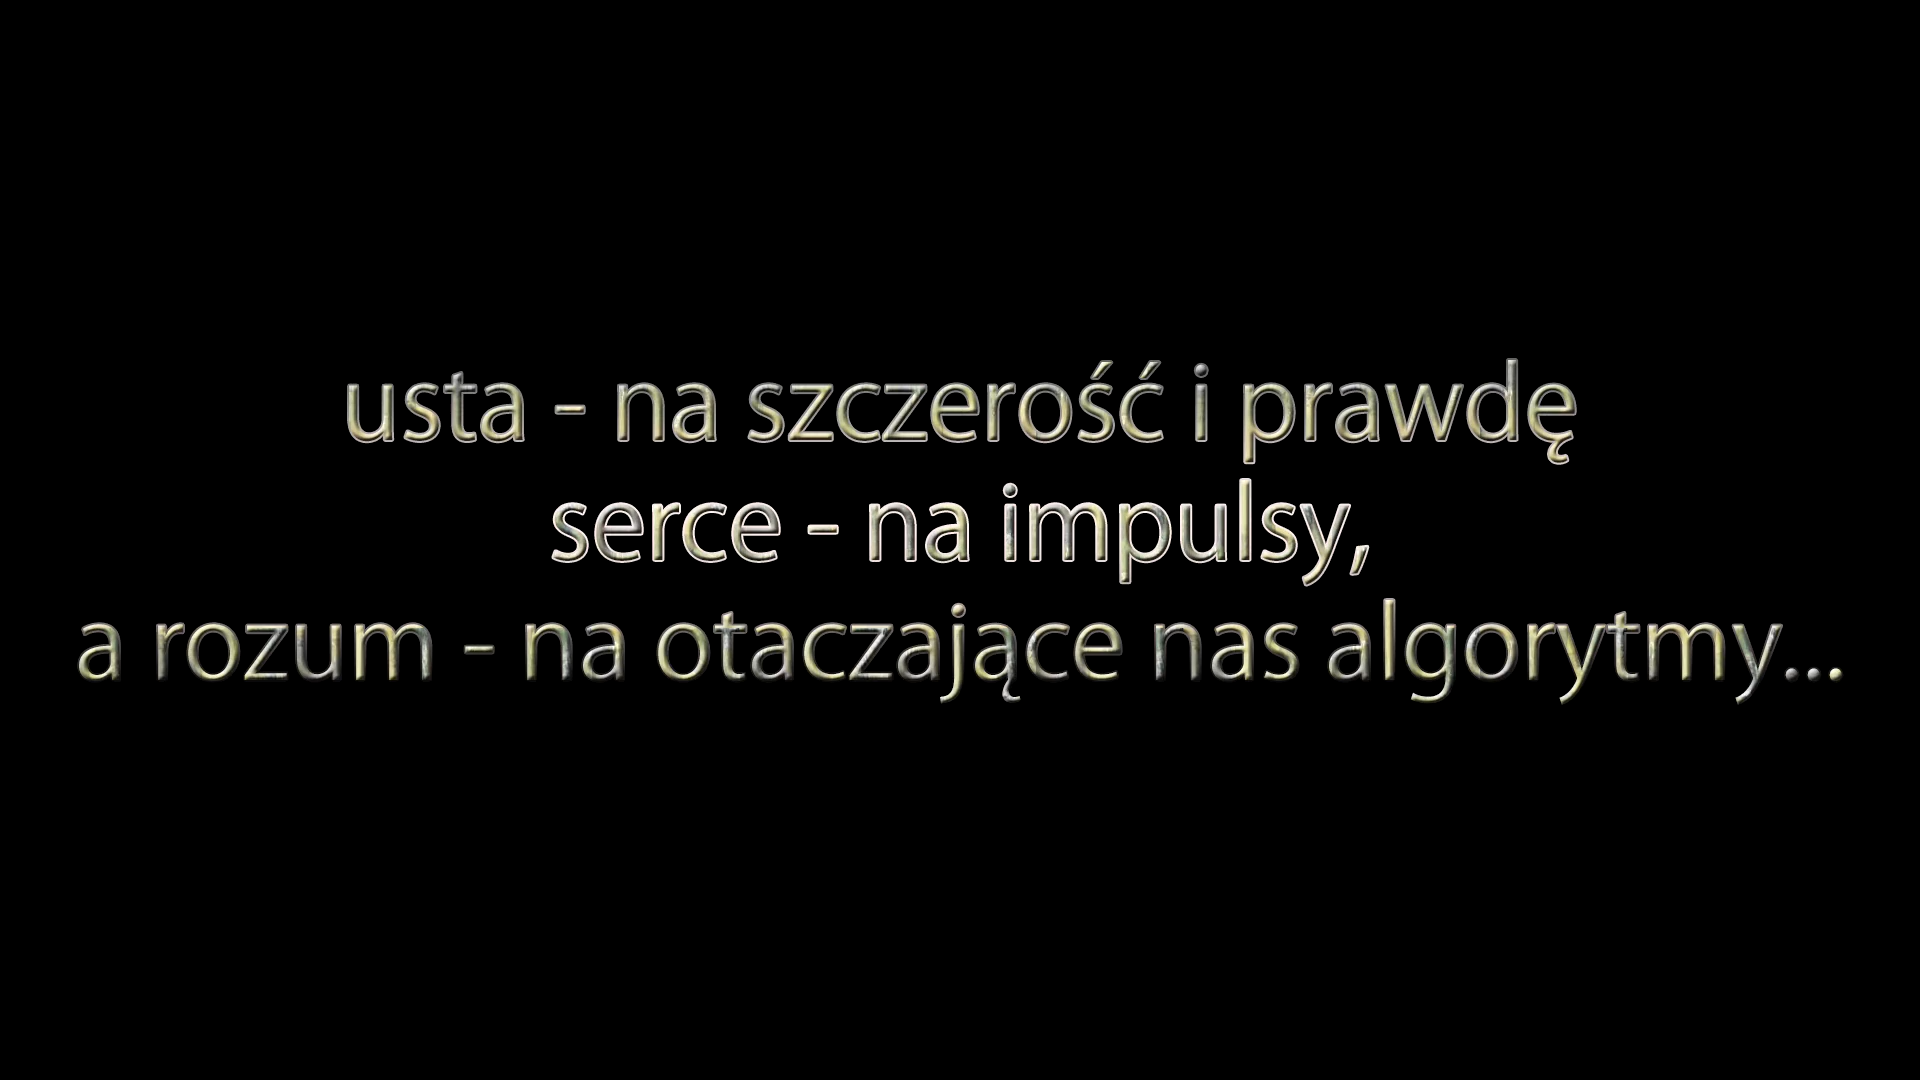 usta - na szczerość i prawdę
serce - na impulsy,
a rozum - na otaczające nas algorytmy...